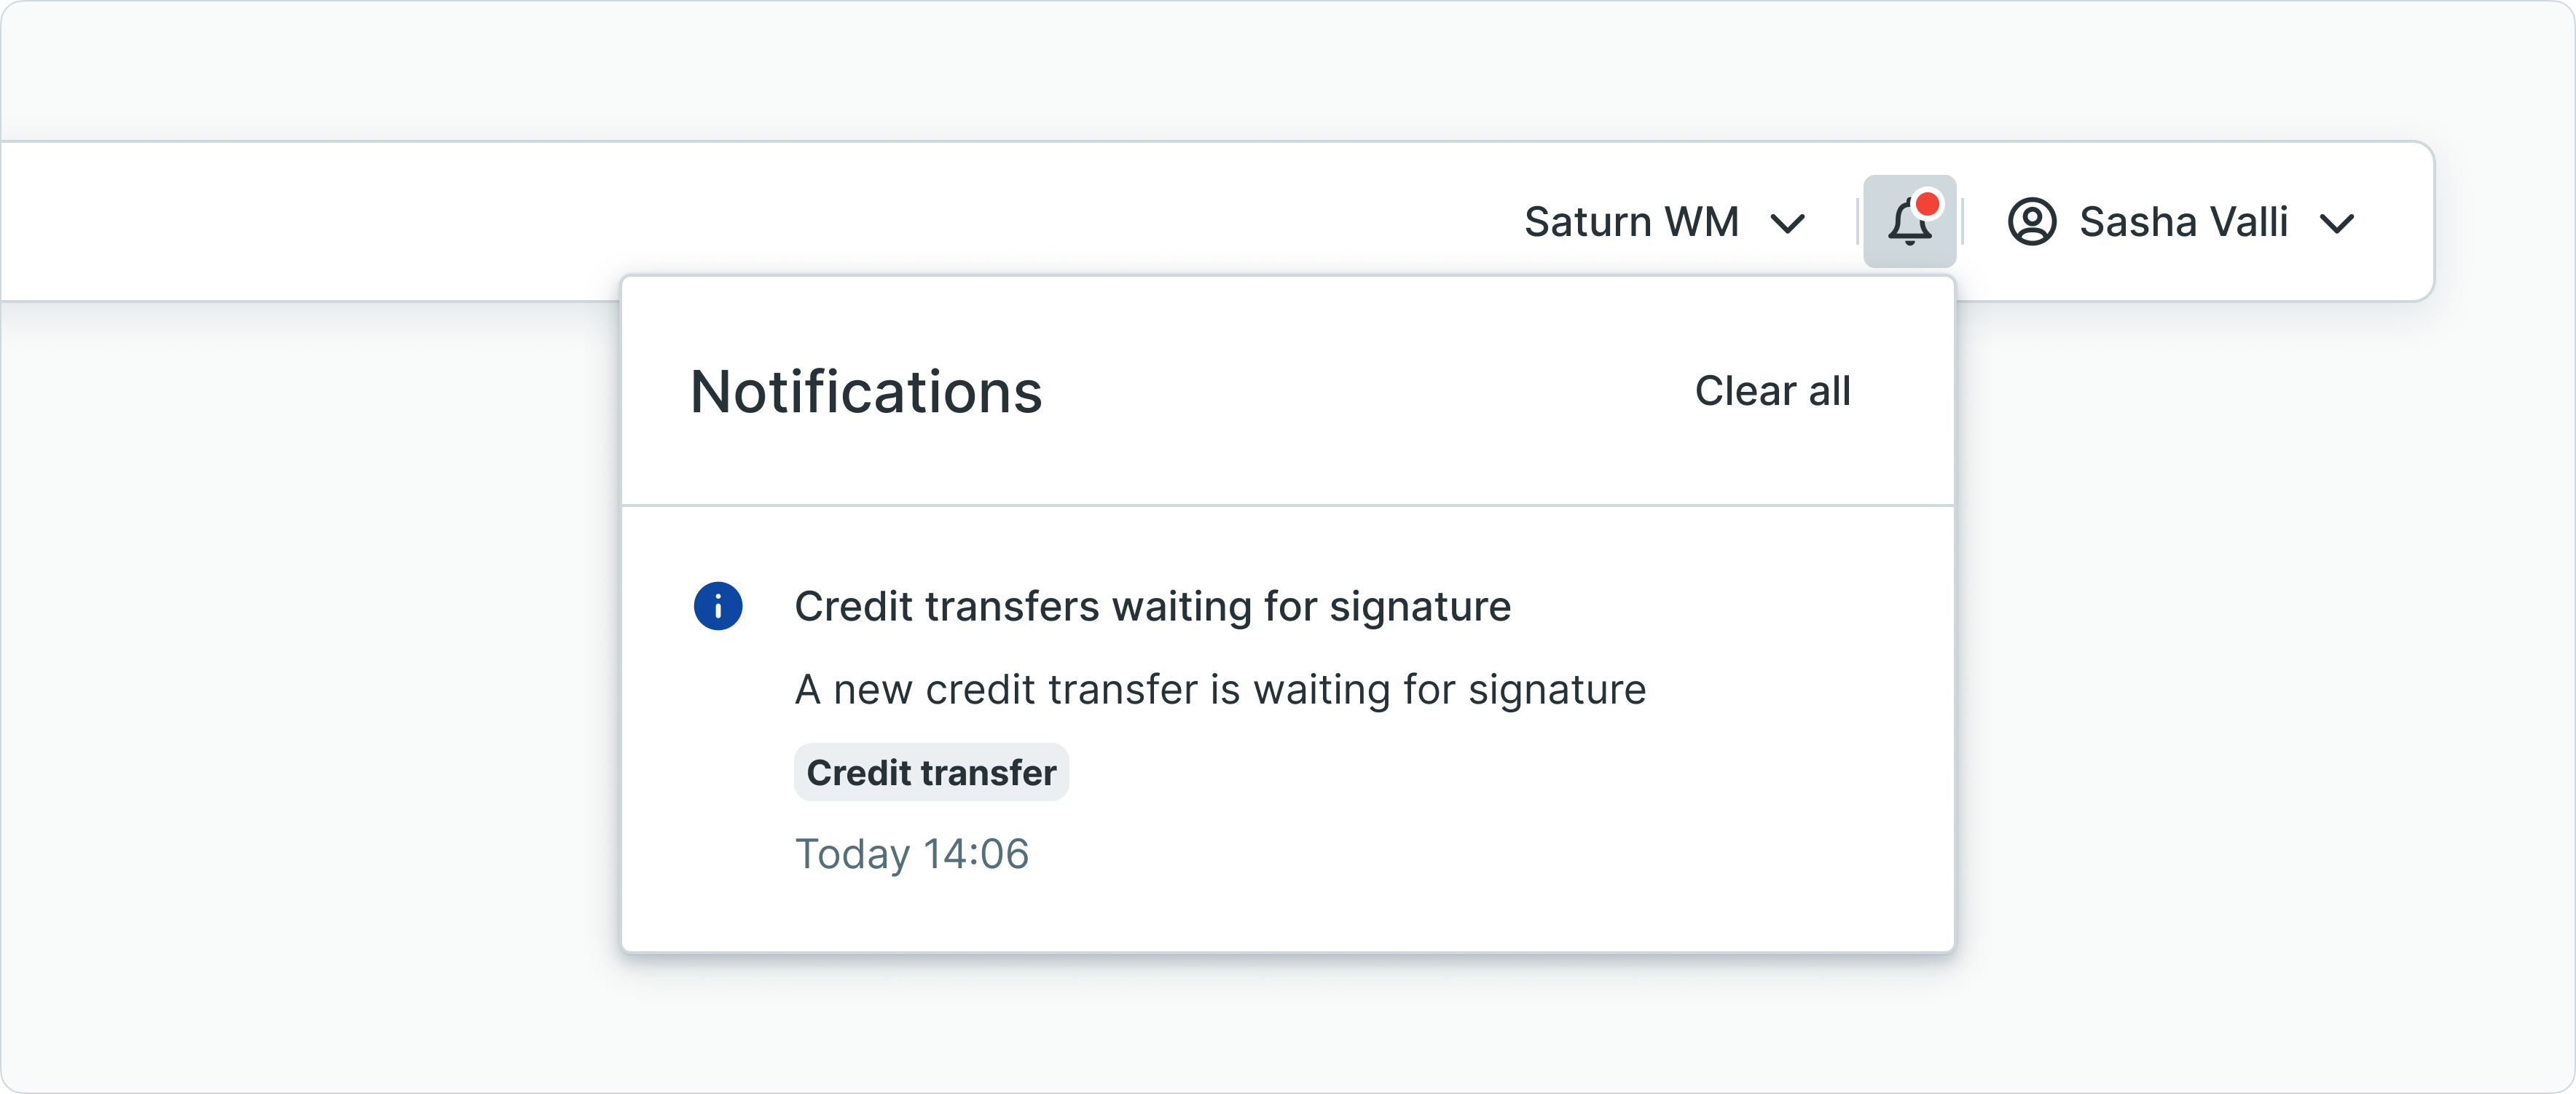 Saturn WM
Sasha Valli
Notifications
Clear all
Credit transfers waiting for signature
A new credit transfer is waiting for signature
Credit transfer
Today 14:06